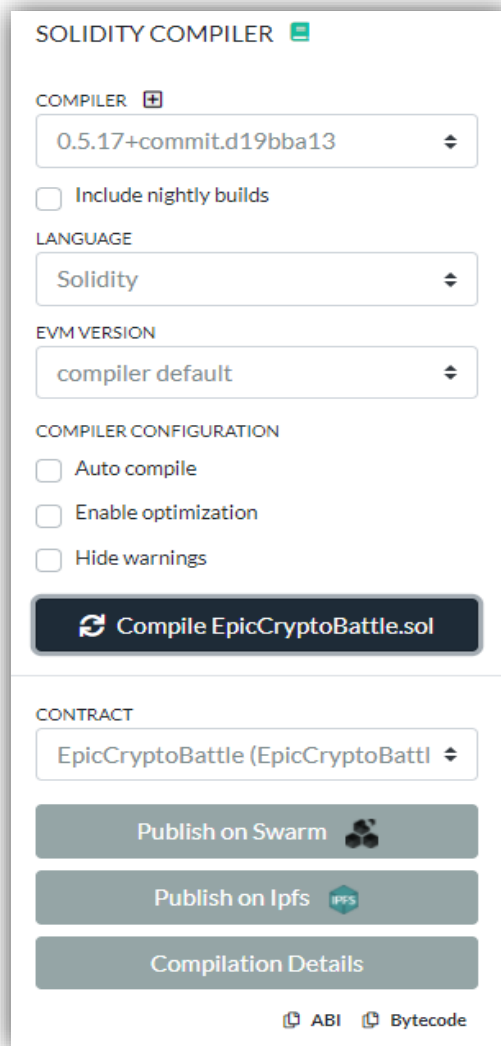 SOLIDITY COMPILER
COMPILER
0.5.17+commit.d19bba13
Include nightly builds
LANGUAGE
Solidity
EVM VERSION
compiler default
COMPILER CONFIGURATION
Auto compile
Enable optimization
Hide warnings
Compile EpicCryptoBattle.sol
CONTRACT
EpicCryptoBattle (EpicCryptoBattl
Publish on Swarm
Publish on Ipfs IPFS
Compilation Details
ABI Bytecode